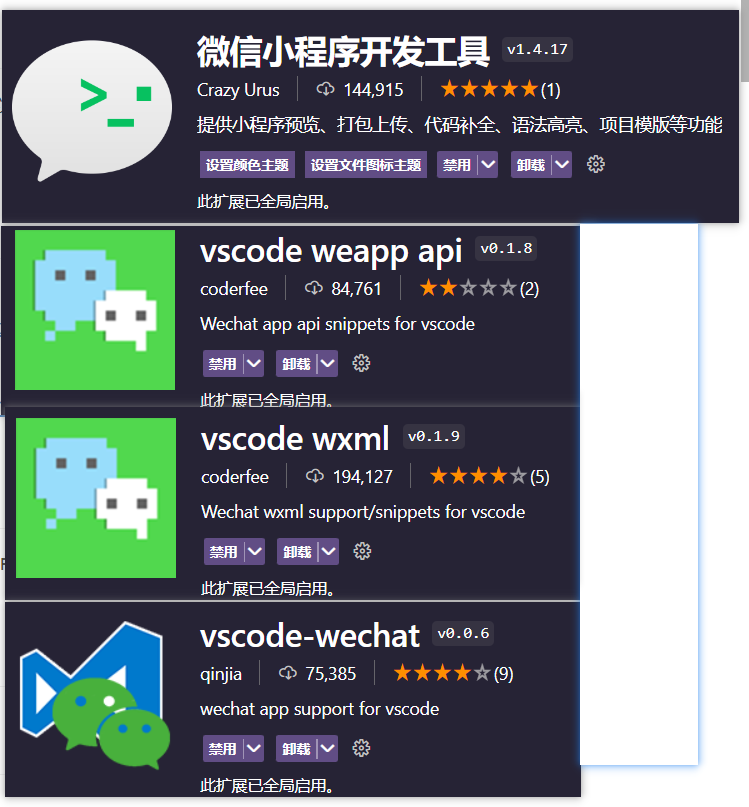 微信小程序开发工具 v1.4.17
Crazy Urus 144,915 (1)
提供小程序预览、打包上传、代码补全、语法高亮、项目模版等功能
设置颜色主题 设置文件图标主题 禁用 卸载
此扩展已全局启用。
vscode weapp api v0.1.8
coderfee 84,761 (2)
Wechat app api snippets for vscode
禁用 卸载
此扩展已全局启用。
vscode wxml v0.1.9
coderfee 194,127 (5)
Wechat wxml support/snippets for vscode
禁用 卸载
此扩展已全局启用。
vscode-wechat v0.0.6
qinjia 75,385 (9)
wechat app support for vscode
禁用 卸载
此扩展已全局启用。